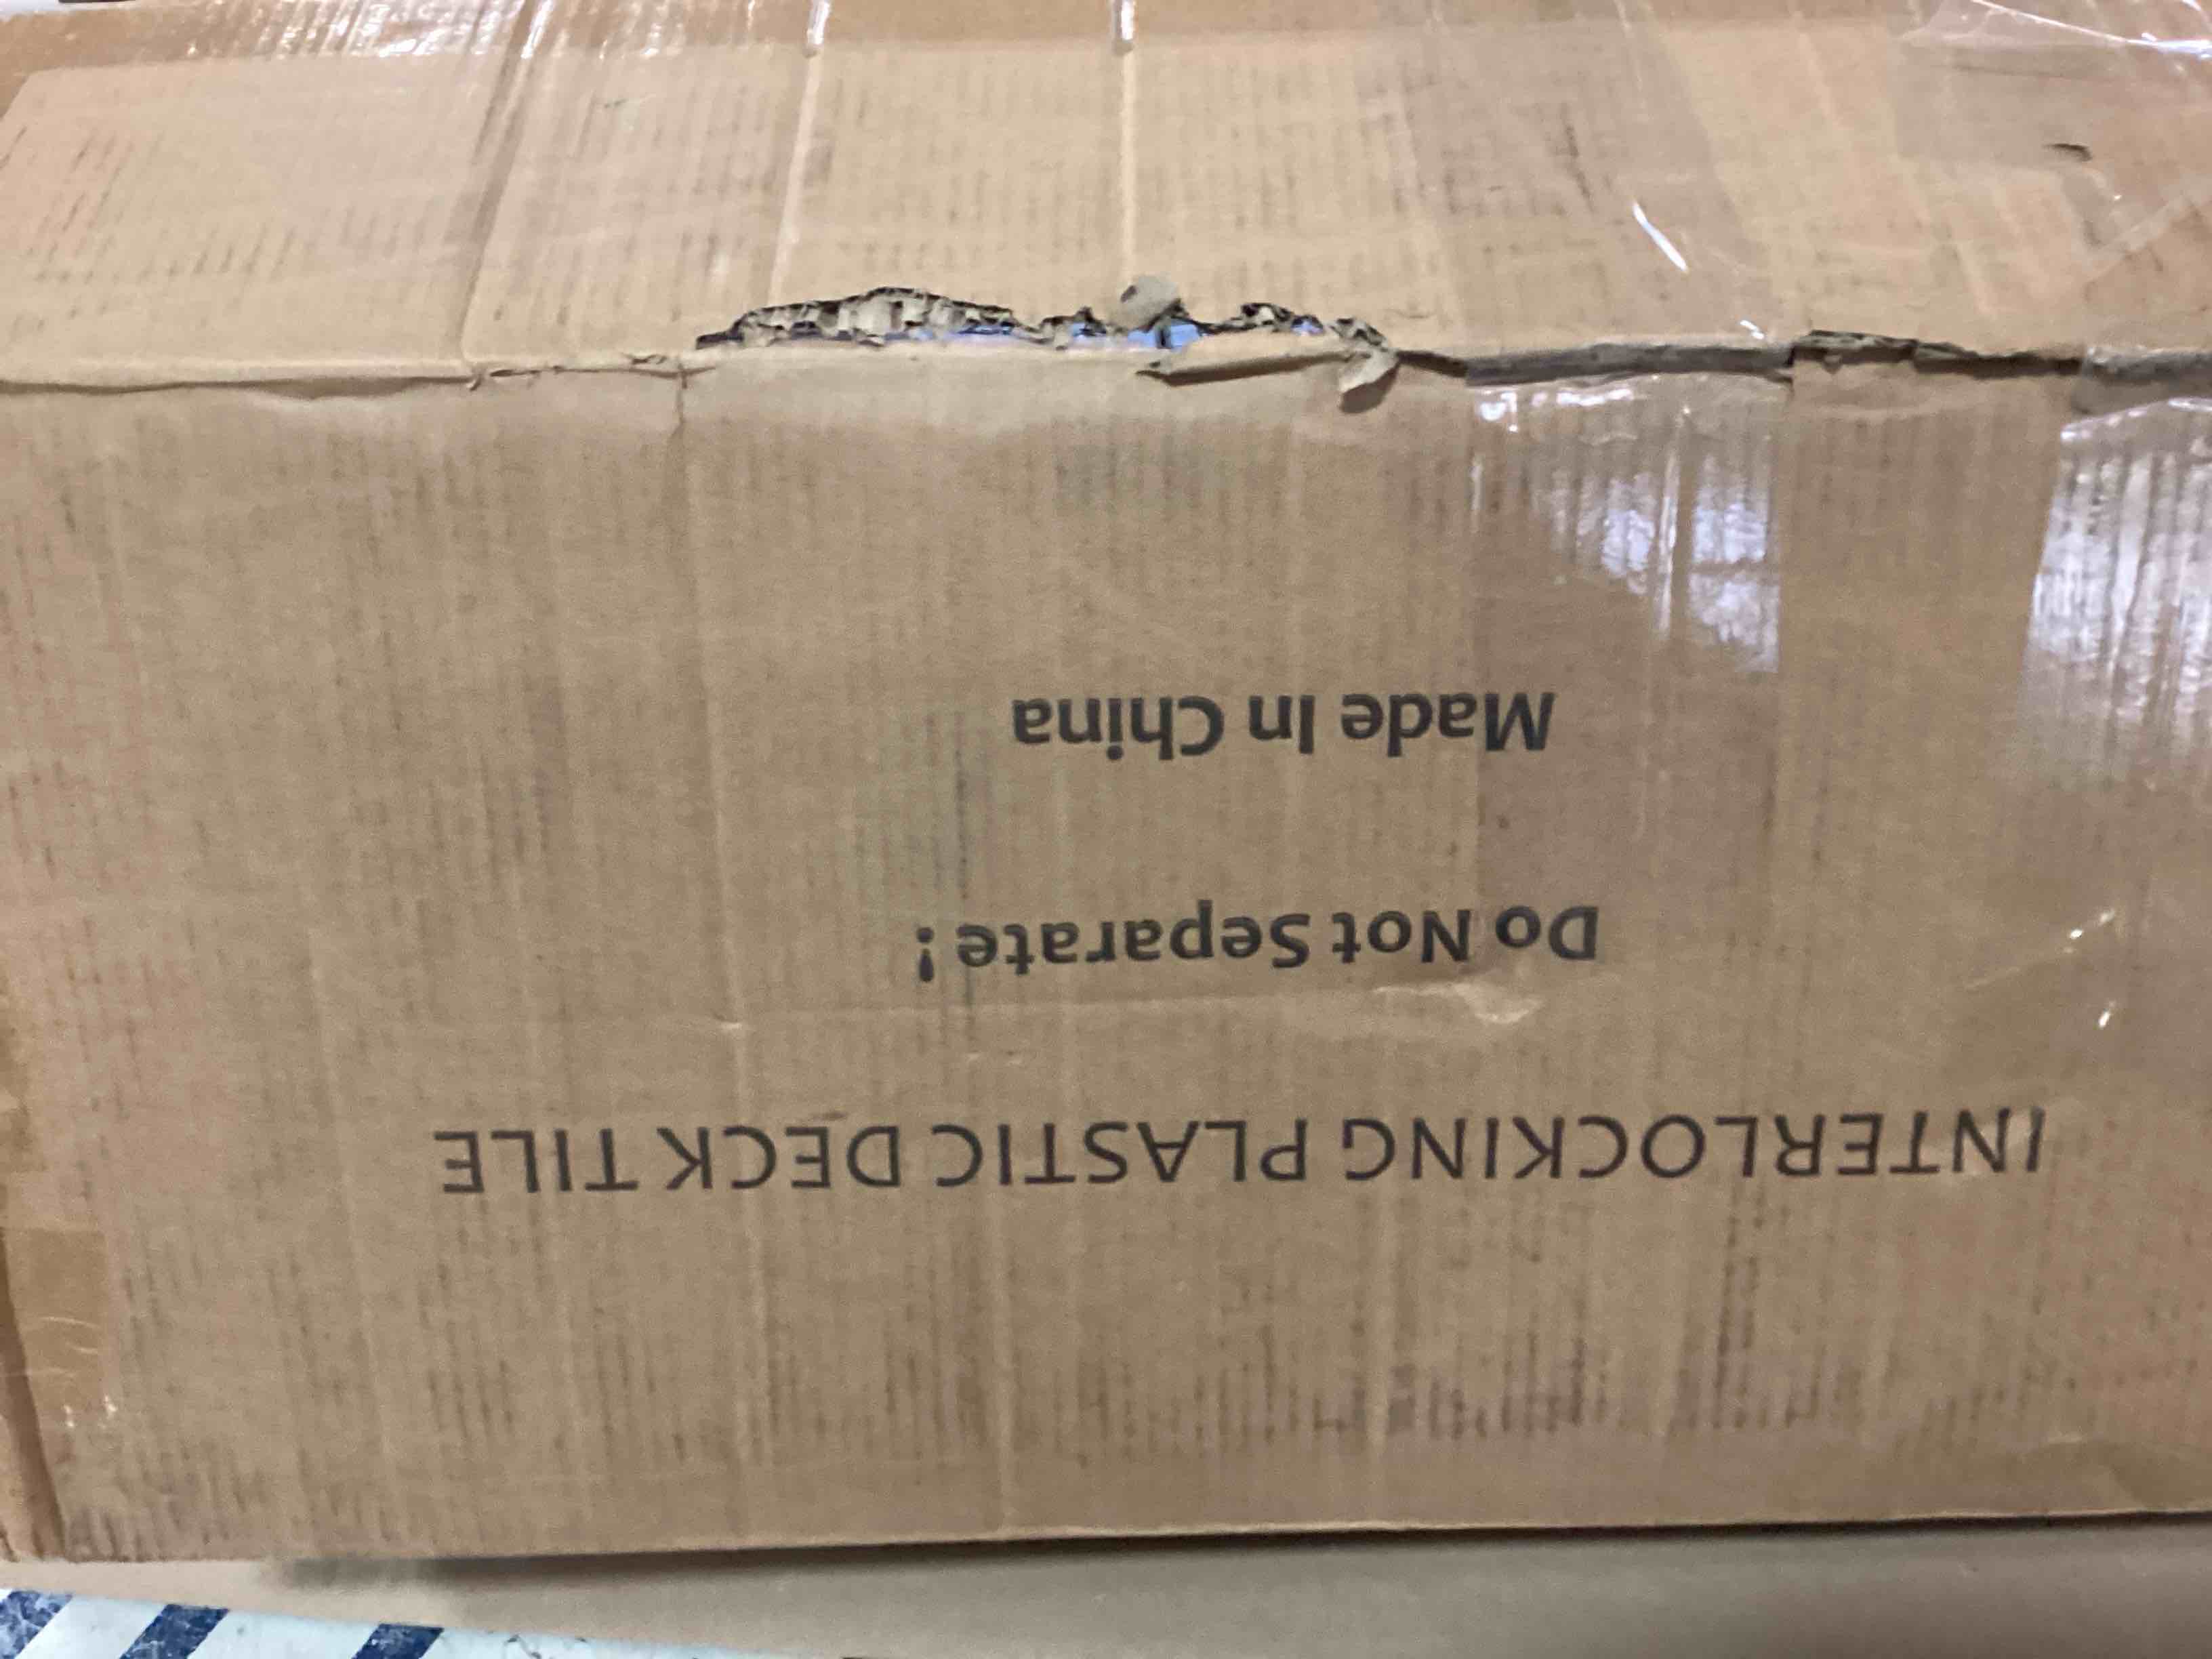 INTERLOCKING PLASTIC DECK TILE
Do Not Separate!
Made In China